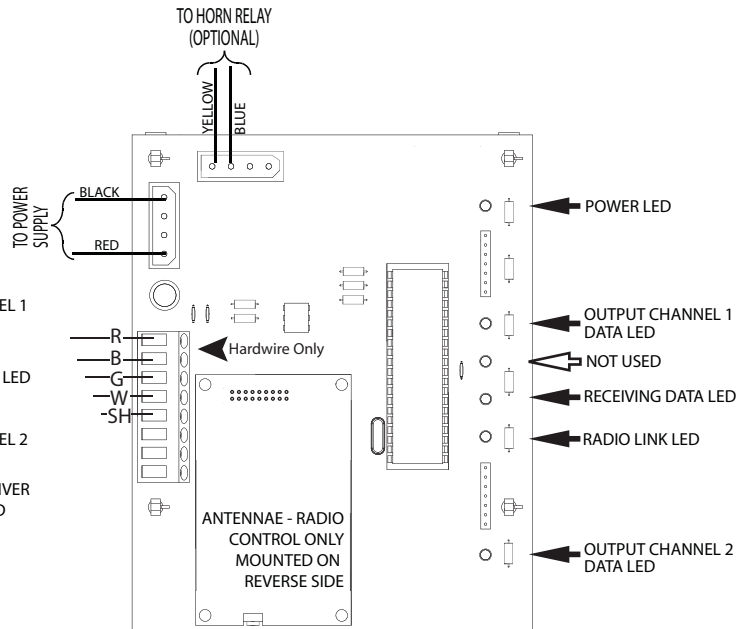 TO HORN RELAY
(OPTIONAL)
YELLOW
BLUE
TO POWER
SUPPLY
BLACK
RED
POWER LED
EL 1
OUTPUT CHANNEL 1
DATA LED
R
B
G
W
SH
Hardwire Only
NOT USED
LED
RECEIVING DATA LED
EL 2
RADIO LINK LED
IVER
D
ANTENNAE - RADIO
CONTROL ONLY
MOUNTED ON
REVERSE SIDE
OUTPUT CHANNEL 2
DATA LED